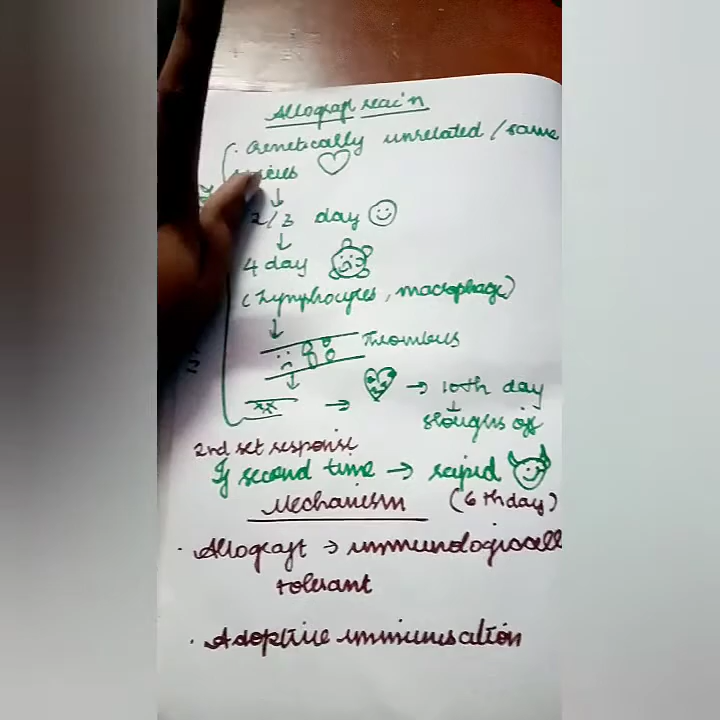 Allograft reac'n
· Genetically unrelated / same
species
2/3 day
4 day
(Lymphocytes, macrophage)
Thrombus
xx → → 10th day
sloughs off
2nd set response
If second time → rapid
Mechanism (6th day)
· Allograft → immunologicall
tolerant
· Adoptive immunisation